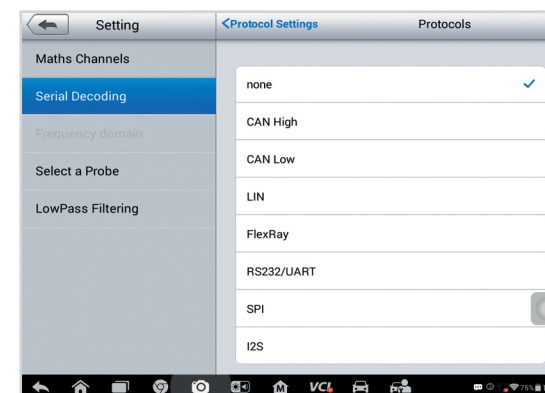 Setting
Protocol Settings
Protocols
Maths Channels
Serial Decoding
Frequency domain
Select a Probe
LowPass Filtering
none
CAN High
CAN Low
LIN
FlexRay
RS232/UART
SPI
I2S
M
VCI
75%